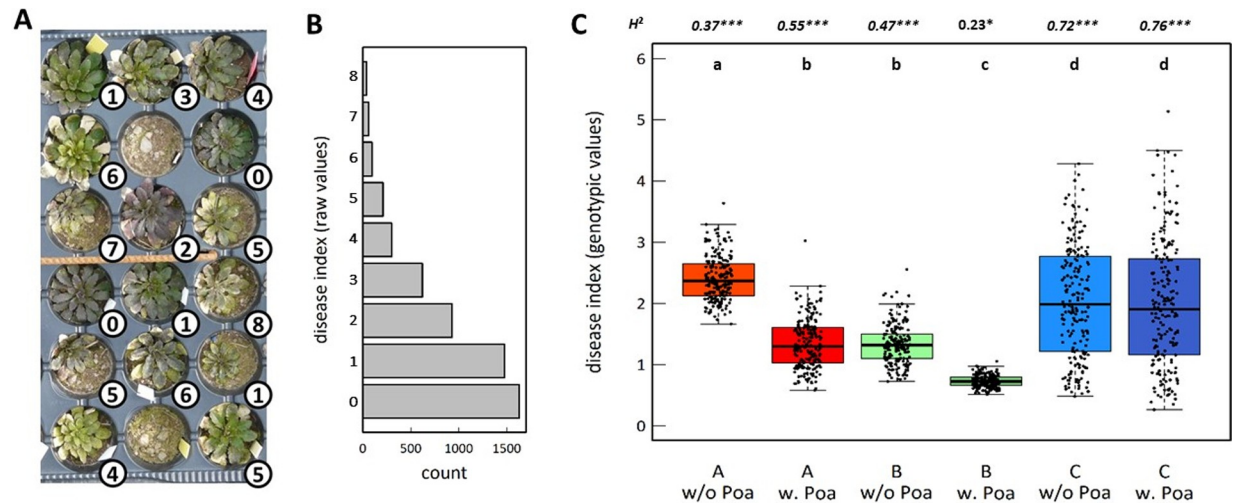 A
1
3
4
6
0
7
2
5
0
1
8
5
6
1
4
5
B
disease index (raw values)
8
7
6
5
4
3
2
1
0
0 500 1000 1500
count
C
H² 0.37*** 0.55*** 0.47*** 0.23* 0.72*** 0.76***
a b b c d d
disease index (genotypic values)
6
5
4
3
2
1
0
A A B B C C
w/o Poa w. Poa w/o Poa w. Poa w/o Poa w. Poa